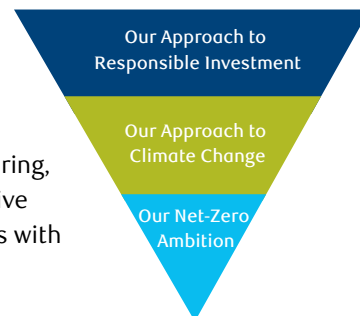 Our Approach to
Responsible Investment
Our Approach to
Climate Change
Our Net-Zero
Ambition
ring,
ive
s with